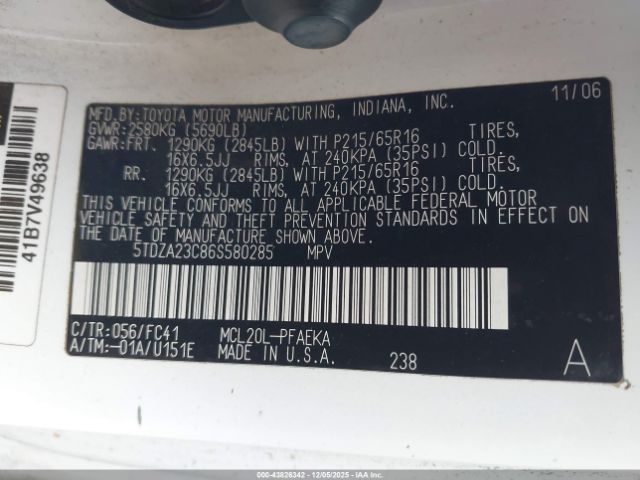 MFD.BY:TOYOTA MOTOR MANUFACTURING, INDIANA, INC. 11/06
GVWR:2580KG (5690LB)
GAWR:FRT. 1290KG (2845LB) WITH P215/65R16 TIRES,
16X6.5JJ RIMS, AT 240KPA (35PSI) COLD.
RR. 1290KG (2845LB) WITH P215/65R16 TIRES,
16X6.5JJ RIMS, AT 240KPA (35PSI) COLD.
THIS VEHICLE CONFORMS TO ALL APPLICABLE FEDERAL MOTOR
VEHICLE SAFETY AND THEFT PREVENTION STANDARDS IN EFFECT ON
THE DATE OF MANUFACTURE SHOWN ABOVE.
5TDZA23C86S580285 MPV
C/TR:056/FC41 MCL20L-PFAEKA
A/TM:-01A/U151E MADE IN U.S.A. 238 A
41B7V49638
000-43826342 - 12/05/2025 - IAAI.COM